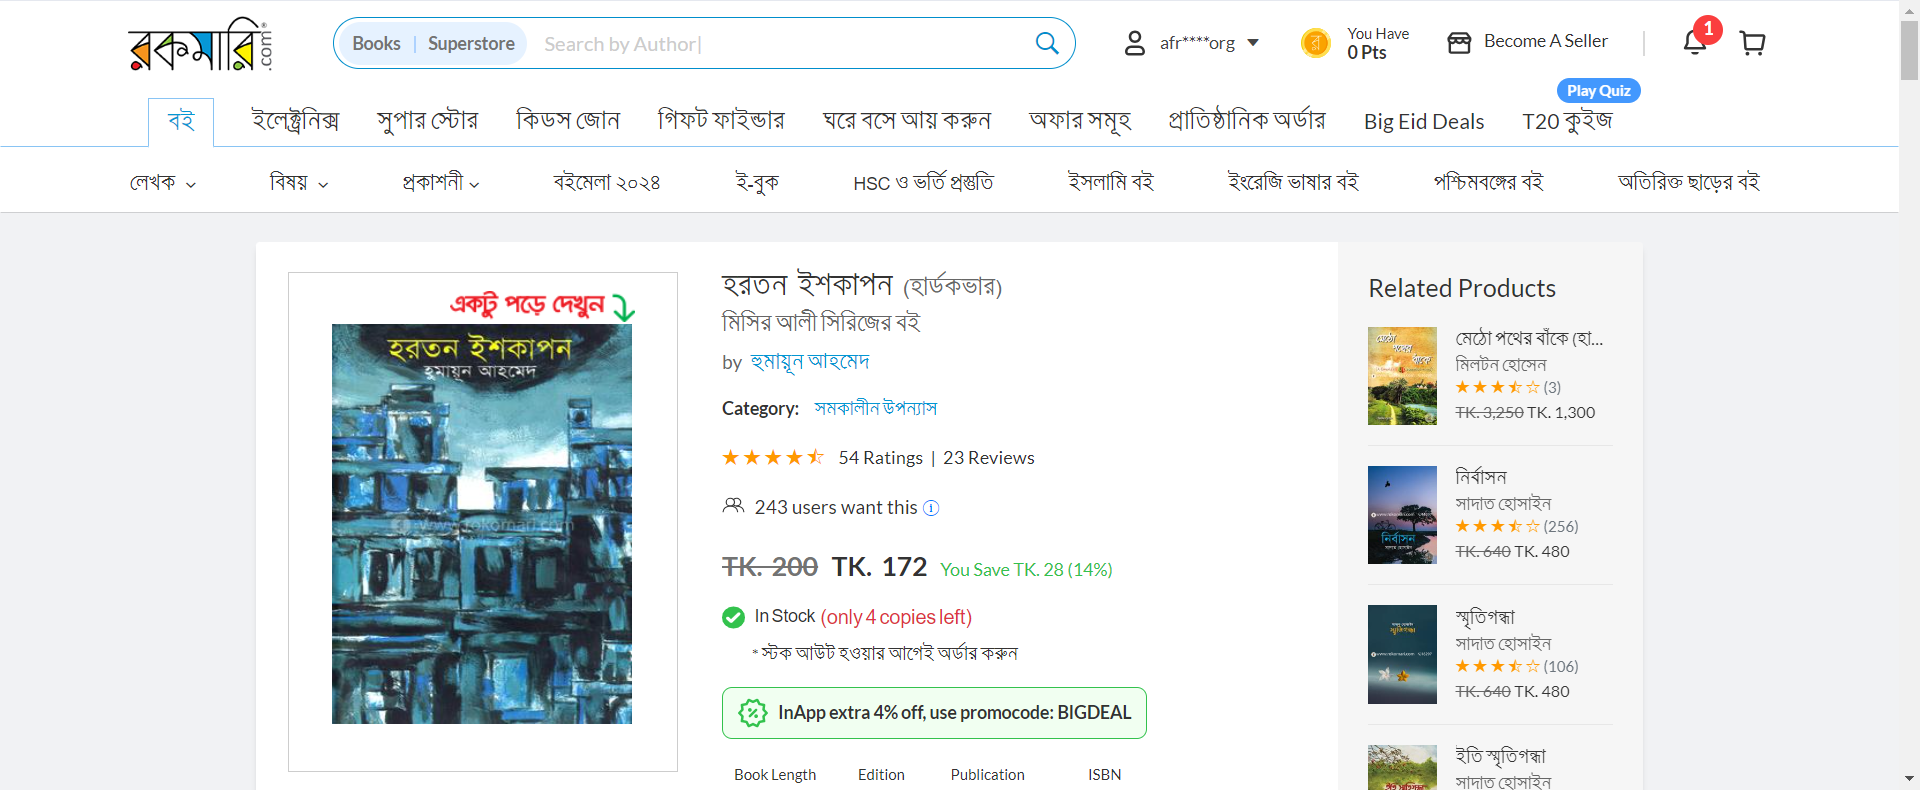 রকমারি.com
Books | Superstore
Search by Author
afr****org
You Have
0 Pts
Become A Seller
1
Play Quiz
বই
ইলেক্ট্রনিক্স
সুপার স্টোর
কিডস জোন
গিফট ফাইন্ডার
ঘরে বসে আয় করুন
অফার সমূহ
প্রাতিষ্ঠানিক অর্ডার
Big Eid Deals
T20 কুইজ
লেখক
বিষয়
প্রকাশনী
বইমেলা ২০২৪
ই-বুক
HSC ও ভর্তি প্রস্তুতি
ইসলামি বই
ইংরেজি ভাষার বই
পশ্চিমবঙ্গের বই
অতিরিক্ত ছাড়ের বই
একটু পড়ে দেখুন
হরতন ইশকাপন
হুমায়ূন আহমেদ
www.rokomari.com
হরতন ইশকাপন (হার্ডকভার)
মিসির আলী সিরিজের বই
by হুমায়ূন আহমেদ
Category: সমকালীন উপন্যাস
54 Ratings | 23 Reviews
243 users want this
TK. 200 TK. 172 You Save TK. 28 (14%)
In Stock (only 4 copies left)
* স্টক আউট হওয়ার আগেই অর্ডার করুন
InApp extra 4% off, use promocode: BIGDEAL
Book Length
Edition
Publication
ISBN
Related Products
মেঠো পথের বাঁকে
মেঠো পথের বাঁকে (হা...
মিলটন হোসেন
(3)
TK. 3,250 TK. 1,300
নির্বাসন
নির্বাসন
সাদাত হোসাইন
(256)
TK. 640 TK. 480
স্মৃতিগন্ধা
স্মৃতিগন্ধা
সাদাত হোসাইন
(106)
TK. 640 TK. 480
ইতি স্মৃতিগন্ধা
সাদাত হোসাইন